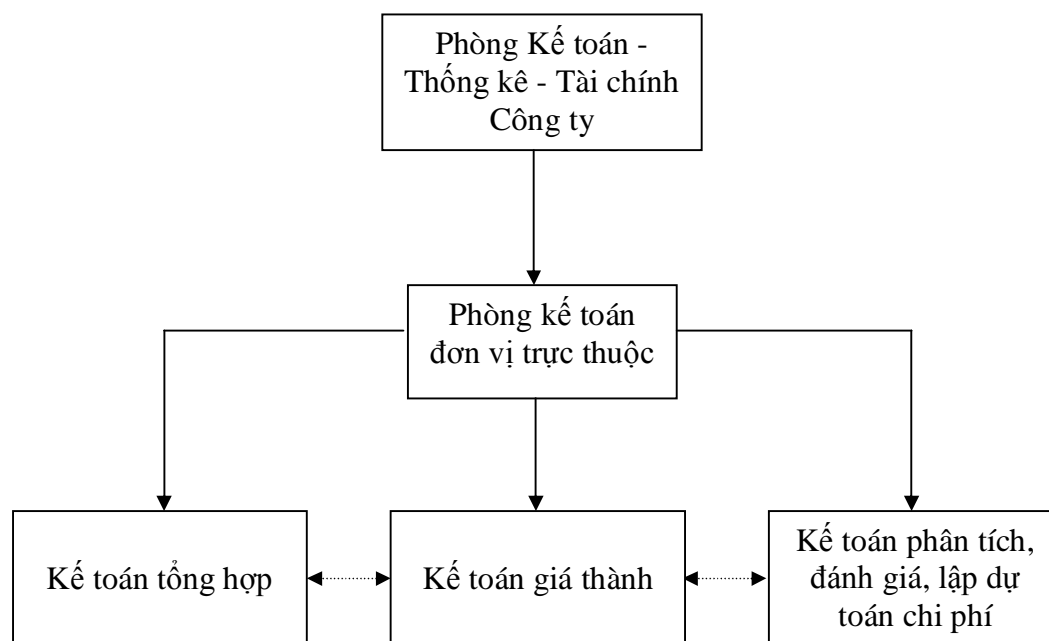 Phòng Kế toán -
Thống kê - Tài chính
Công ty
Phòng kế toán
đơn vị trực thuộc
Kế toán tổng hợp
Kế toán giá thành
Kế toán phân tích,
đánh giá, lập dự
toán chi phí